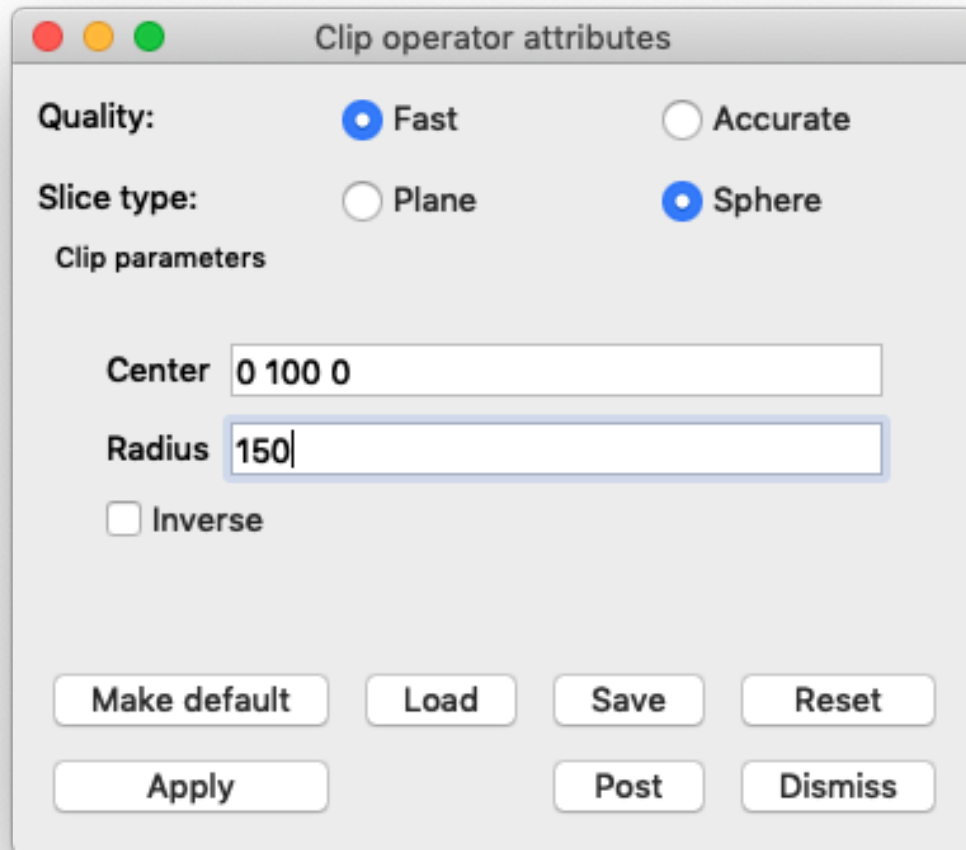 Clip operator attributes
Quality: Fast Accurate
Slice type: Plane Sphere
Clip parameters
Center 0 100 0
Radius 150
Inverse
Make default Load Save Reset
Apply Post Dismiss